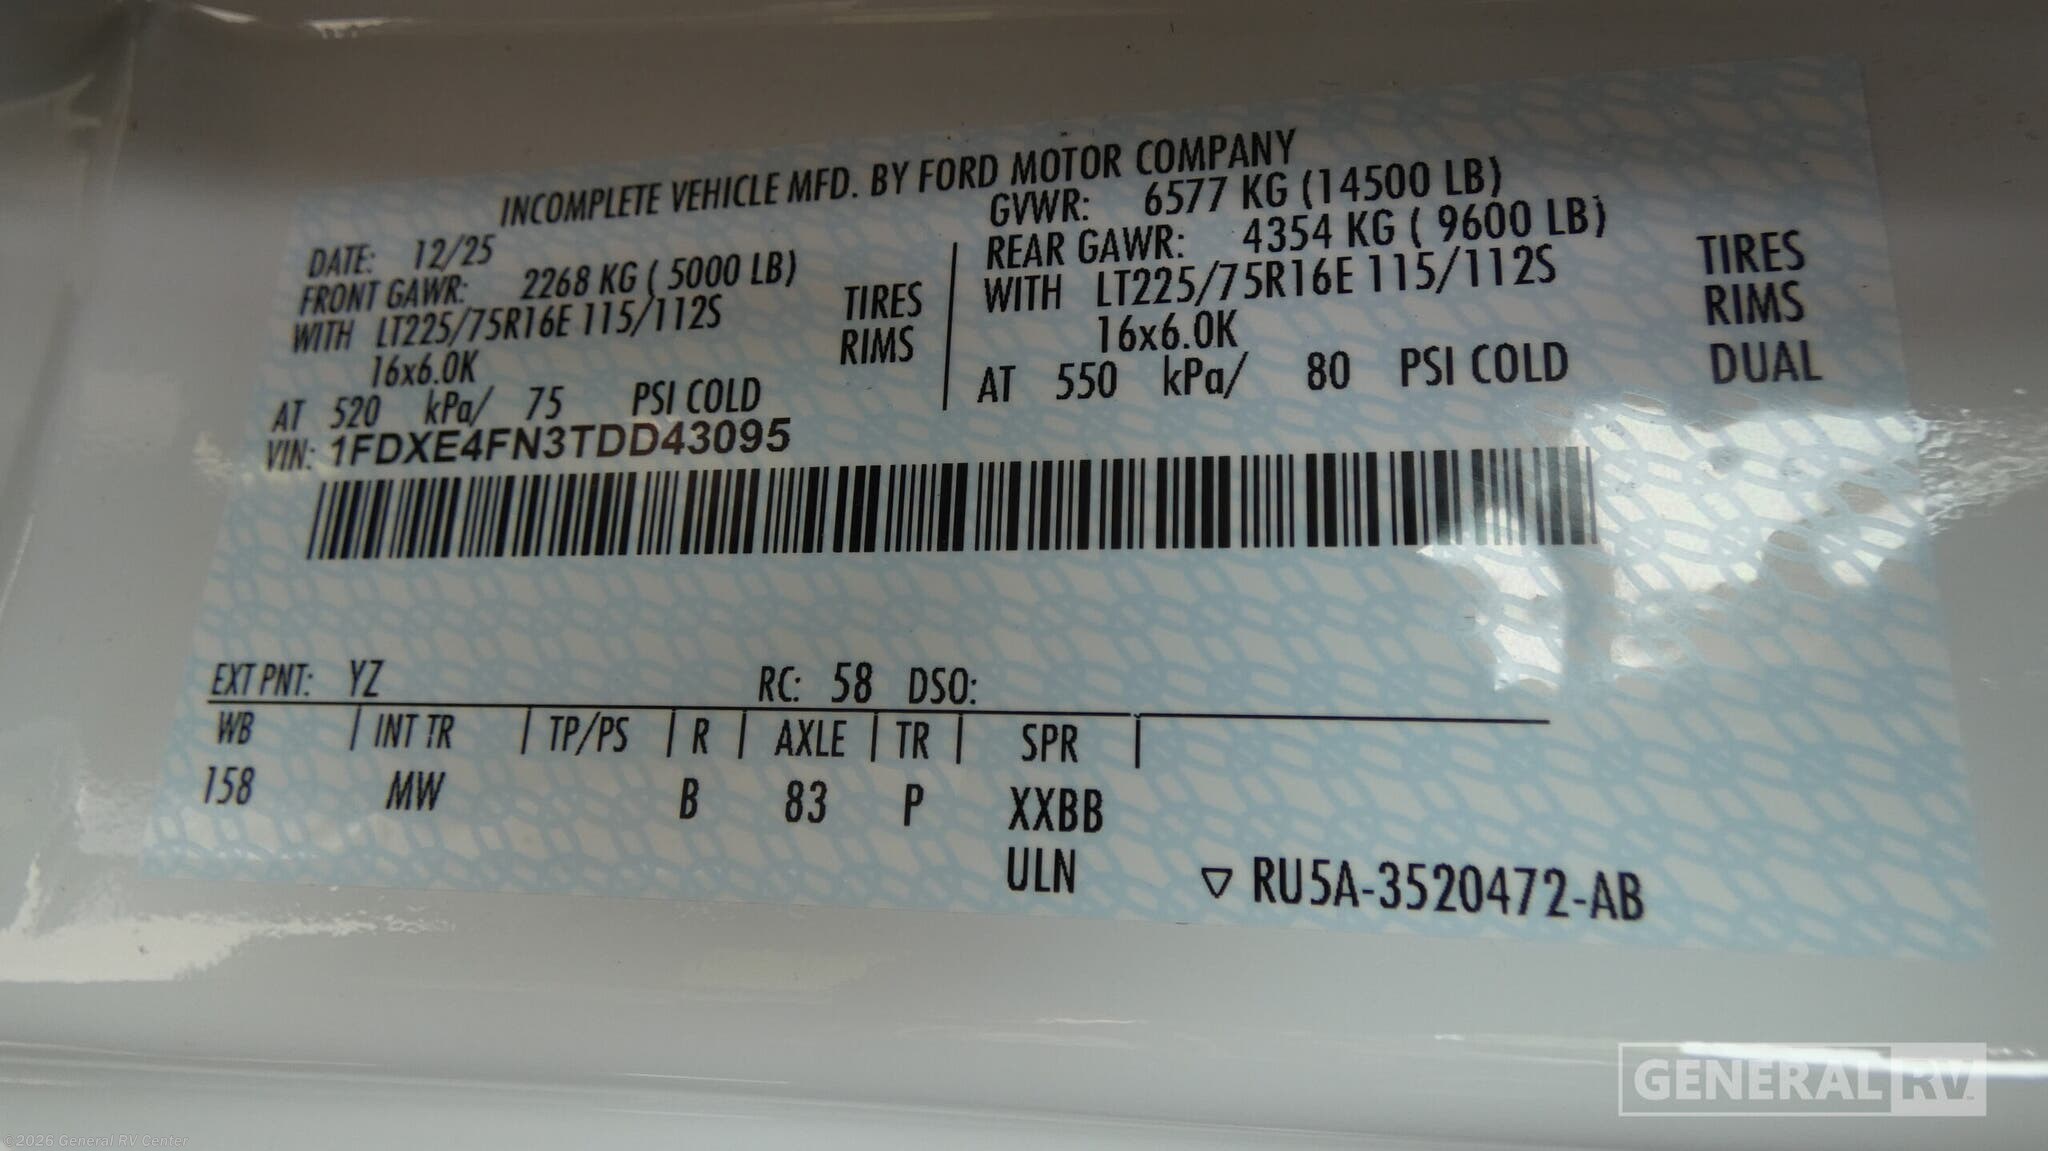 INCOMPLETE VEHICLE MFD. BY FORD MOTOR COMPANY
DATE: 12/25
FRONT GAWR: 2268 KG ( 5000 LB)
WITH LT225/75R16E 115/112S TIRES
16x6.0K RIMS
AT 520 kPa/ 75 PSI COLD
GVWR: 6577 KG (14500 LB)
REAR GAWR: 4354 KG ( 9600 LB)
WITH LT225/75R16E 115/112S TIRES
16x6.0K RIMS
AT 550 kPa/ 80 PSI COLD DUAL
VIN: 1FDXE4FN3TDD43095
EXT PNT: YZ RC: 58 DSO:
WB | INT TR | TP/PS | R | AXLE | TR | SPR |
158 MW B 83 P XXBB
ULN ▽ RU5A-3520472-AB
GENERAL RV
©2026 General RV Center